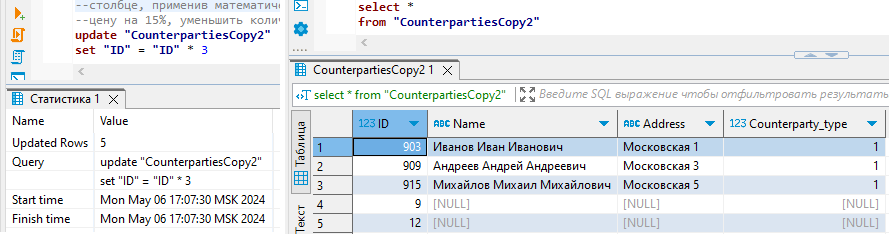 --столбце, применив математиче
--цену на 15%, уменьшить колич
update "CounterpartiesCopy2"
set "ID" = "ID" * 3
Статистика 1
Name Value
Updated Rows 5
Query update "CounterpartiesCopy2"
set "ID" = "ID" * 3
Start time Mon May 06 17:07:30 MSK 2024
Finish time Mon May 06 17:07:30 MSK 2024
select *
from "CounterpartiesCopy2"
CounterpartiesCopy2 1
select * from "CounterpartiesCopy2" Введите SQL выражение чтобы отфильтровать результаты
Таблица
Текст
123 ID ABC Name ABC Address 123 Counterparty_type
1 903 Иванов Иван Иванович Московская 1 1
2 909 Андреев Андрей Андреевич Московская 3 1
3 915 Михайлов Михаил Михайлович Московская 5 1
4 9 [NULL] [NULL] [NULL]
5 12 [NULL] [NULL] [NULL]